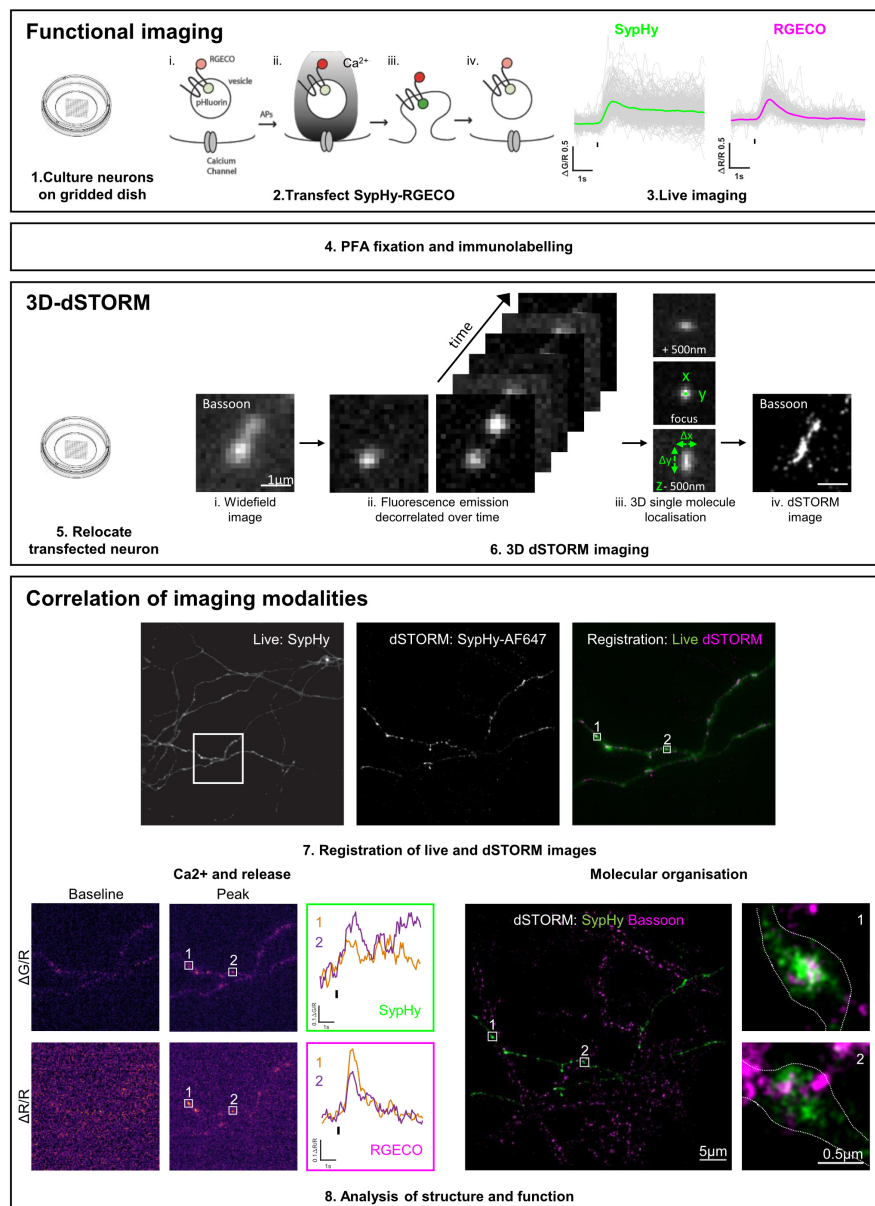 Functional imaging
SypHy
RGECO
i.
RGECO
vesicle
pHluorin
ii.
Ca²⁺
iii.
iv.
APs
Calcium
Channel
Δ G/R 0.5
1s
Δ R/R 0.5
1s
1.Culture neurons
on gridded dish
2.Transfect SypHy-RGECO
3.Live imaging
4. PFA fixation and immunolabelling
3D-dSTORM
time
+ 500nm
Bassoon
1µm
x
y
focus
Δx
Δy
Z
- 500nm
Bassoon
i. Widefield
image
ii. Fluorescence emission
decorrelated over time
iii. 3D single molecule
localisation
iv. dSTORM
image
5. Relocate
transfected neuron
6. 3D dSTORM imaging
Correlation of imaging modalities
Live: SypHy
dSTORM: SypHy-AF647
Registration: Live dSTORM
1
2
7. Registration of live and dSTORM images
Ca2+ and release
Molecular organisation
Baseline
Peak
ΔG/R
1
2
1
2
0.1 ΔG/R
1s
SypHy
dSTORM: SypHy Bassoon
1
2
5µm
1
2
0.5µm
ΔR/R
1
2
1
2
0.1 ΔR/R
1s
RGECO
8. Analysis of structure and function